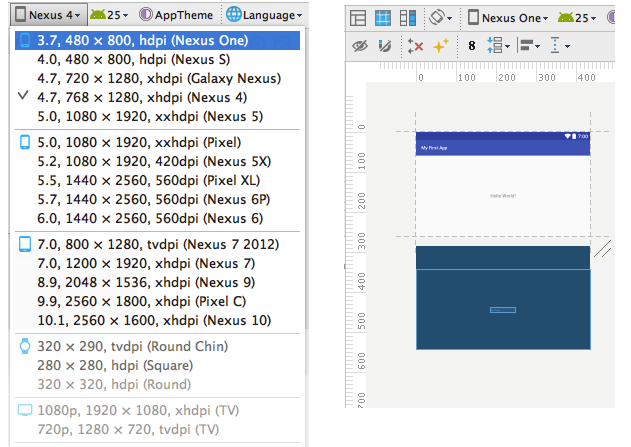 Nexus 4 25 AppTheme Language
3.7, 480 × 800, hdpi (Nexus One)
4.0, 480 × 800, hdpi (Nexus S)
4.7, 720 × 1280, xhdpi (Galaxy Nexus)
4.7, 768 × 1280, xhdpi (Nexus 4)
5.0, 1080 × 1920, xxhdpi (Nexus 5)
5.0, 1080 × 1920, xxhdpi (Pixel)
5.2, 1080 × 1920, 420dpi (Nexus 5X)
5.5, 1440 × 2560, 560dpi (Pixel XL)
5.7, 1440 × 2560, 560dpi (Nexus 6P)
6.0, 1440 × 2560, 560dpi (Nexus 6)
7.0, 800 × 1280, tvdpi (Nexus 7 2012)
7.0, 1200 × 1920, xhdpi (Nexus 7)
8.9, 2048 × 1536, xhdpi (Nexus 9)
9.9, 2560 × 1800, xhdpi (Pixel C)
10.1, 2560 × 1600, xhdpi (Nexus 10)
320 × 290, tvdpi (Round Chin)
280 × 280, hdpi (Square)
320 × 320, hdpi (Round)
1080p, 1920 × 1080, xhdpi (TV)
720p, 1280 × 720, tvdpi (TV)
Nexus One 25
8
0 100 200 300 400
0
100
200
300
400
500
600
700
7:00
My First App
Hello World!